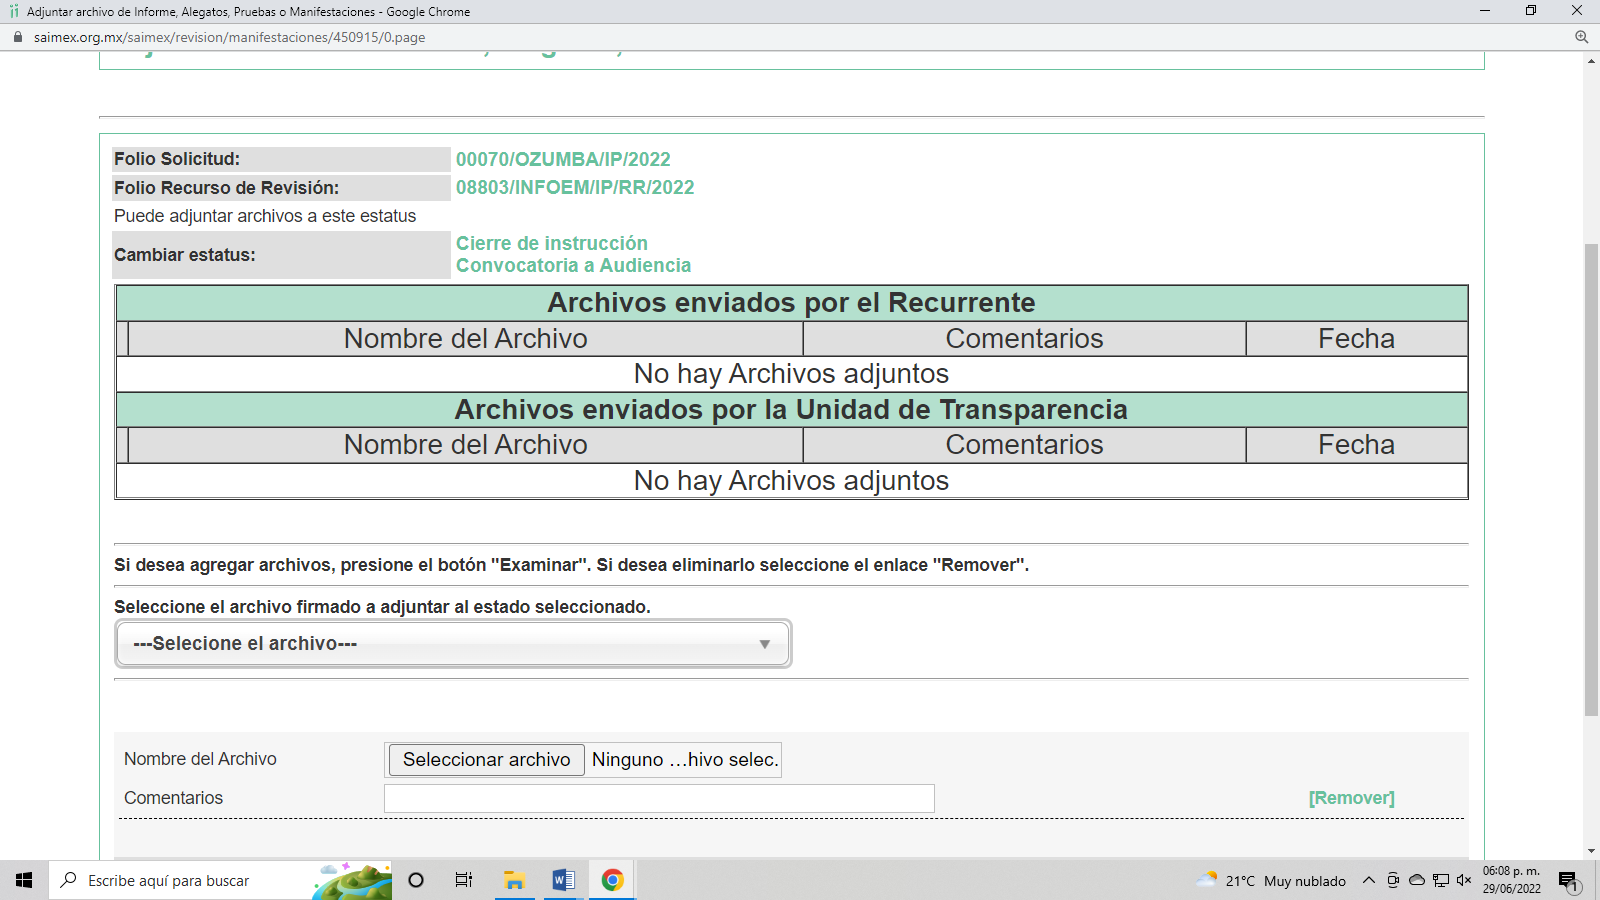 Adjuntar archivo de Informe, Alegatos, Pruebas o Manifestaciones - Google Chrome
saimex.org.mx/saimex/revision/manifestaciones/450915/0.page
Folio Solicitud: 00070/OZUMBA/IP/2022
Folio Recurso de Revisión: 08803/INFOEM/IP/RR/2022
Puede adjuntar archivos a este estatus
Cambiar estatus: Cierre de instrucción
Convocatoria a Audiencia
Archivos enviados por el Recurrente
Nombre del Archivo Comentarios Fecha
No hay Archivos adjuntos
Archivos enviados por la Unidad de Transparencia
Nombre del Archivo Comentarios Fecha
No hay Archivos adjuntos
Si desea agregar archivos, presione el botón "Examinar". Si desea eliminarlo seleccione el enlace "Remover".
Seleccione el archivo firmado a adjuntar al estado seleccionado.
---Selecione el archivo---
Nombre del Archivo Seleccionar archivo Ninguno ...hivo selec.
Comentarios [Remover]
Escribe aquí para buscar
21°C Muy nublado
06:08 p. m.
29/06/2022
1